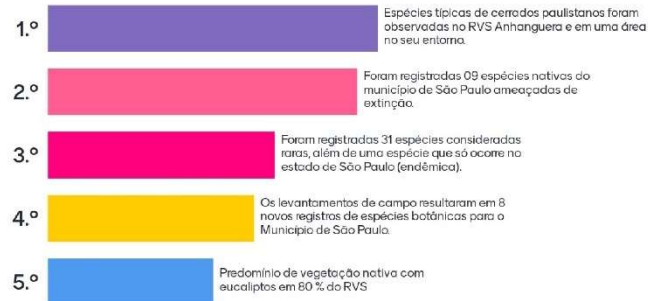 1.º
Espécies típicas de cerrados paulistanos foram
observadas no RVS Anhanguera e em uma área
no seu entorno.
2.º
Foram registradas 09 espécies nativas do
município de São Paulo ameaçadas de
extinção.
3.º
Foram registradas 31 espécies consideradas
raras, além de uma espécie que só ocorre no
estado de São Paulo (endêmica).
4.º
Os levantamentos de campo resultaram em 8
novos registros de espécies botânicas para o
Município de São Paulo.
5.º
Predomínio de vegetação nativa com
eucaliptos em 80 % do RVS